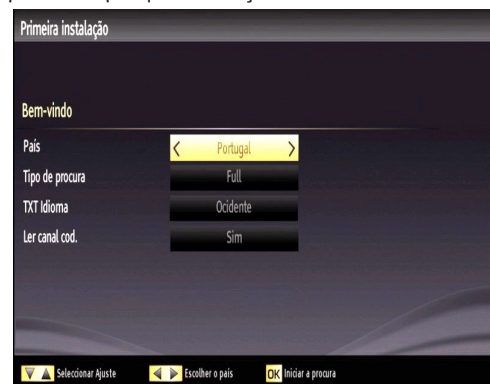 Primeira instalação
Bem-vindo
País
Portugal
Tipo de procura
Full
TXT Idioma
Ocidente
Ler canal cod.
Sim
Seleccionar Ajuste
Escolher o país
OK Iniciar a procura